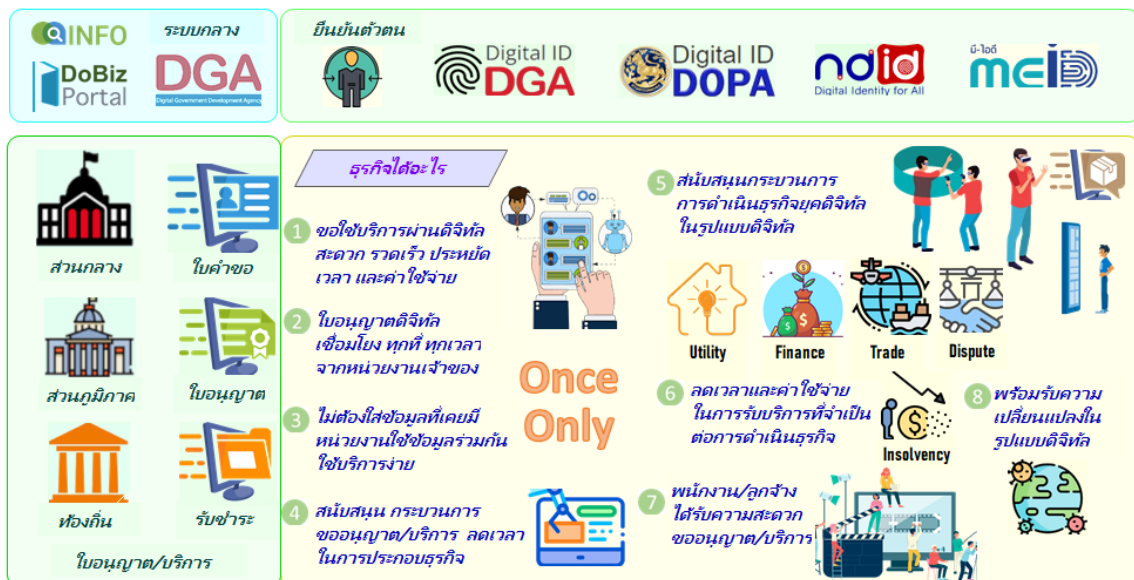 INFO
ระบบกลาง
DoBiz
Portal
DGA
Digital Government Development Agency
ยืนยันตัวตน
Digital ID
DGA
Digital ID
DOPA
ndid
Digital Identity for All
มี-ไอดี
meID
ส่วนกลาง
ใบคำขอ
ส่วนภูมิภาค
ใบอนุญาต
ท้องถิ่น
รับชำระ
ใบอนุญาต/บริการ
ธุรกิจได้อะไร
1 ขอใช้บริการผ่านดิจิทัล
สะดวก รวดเร็ว ประหยัด
เวลา และค่าใช้จ่าย
2 ใบอนุญาตดิจิทัล
เชื่อมโยง ทุกที่ ทุกเวลา
จากหน่วยงานเจ้าของ
3 ไม่ต้องใส่ข้อมูลที่เคยมี
หน่วยงานใช้ข้อมูลร่วมกัน
ใช้บริการง่าย
4 สนับสนุน กระบวนการ
ขออนุญาต/บริการ ลดเวลา
ในการประกอบธุรกิจ
Once
Only
5 สนับสนุนกระบวนการ
การดำเนินธุรกิจยุคดิจิทัล
ในรูปแบบดิจิทัล
Utility
Finance
Trade
Dispute
6 ลดเวลาและค่าใช้จ่าย
ในการรับบริการที่จำเป็น
ต่อการดำเนินธุรกิจ
Insolvency
7 พนักงาน/ลูกจ้าง
ได้รับความสะดวก
ขออนุญาต/บริการ
8 พร้อมรับความ
เปลี่ยนแปลงใน
รูปแบบดิจิทัล